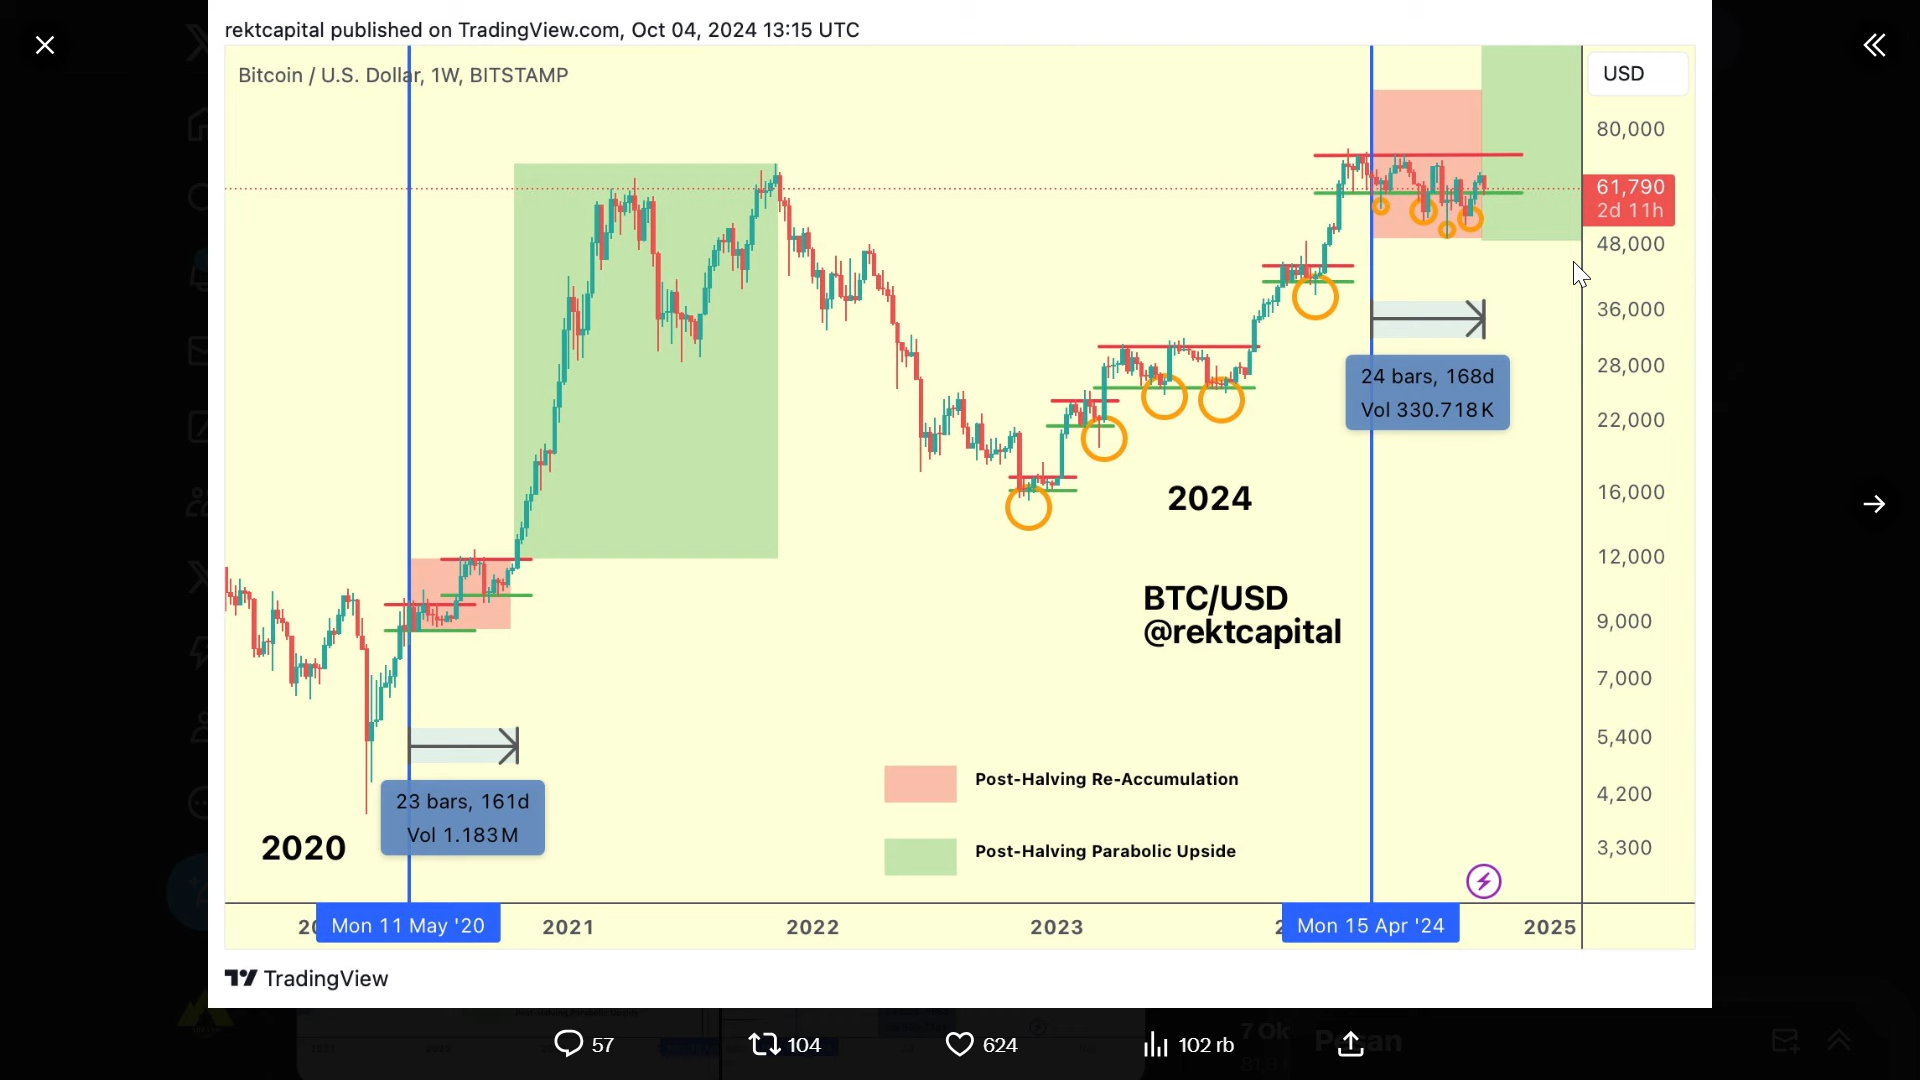 rektcapital published on TradingView.com, Oct 04, 2024 13:15 UTC
Bitcoin / U.S. Dollar, 1W, BITSTAMP
USD
80,000
61,790
2d 11h
48,000
36,000
28,000
22,000
16,000
12,000
9,000
7,000
5,400
4,200
3,300
24 bars, 168d
Vol 330.718K
2024
BTC/USD
@rektcapital
23 bars, 161d
Vol 1.183M
2020
Post-Halving Re-Accumulation
Post-Halving Parabolic Upside
Mon 11 May '20
2021
2022
2023
Mon 15 Apr '24
2025
TradingView
57
104
624
102 rb